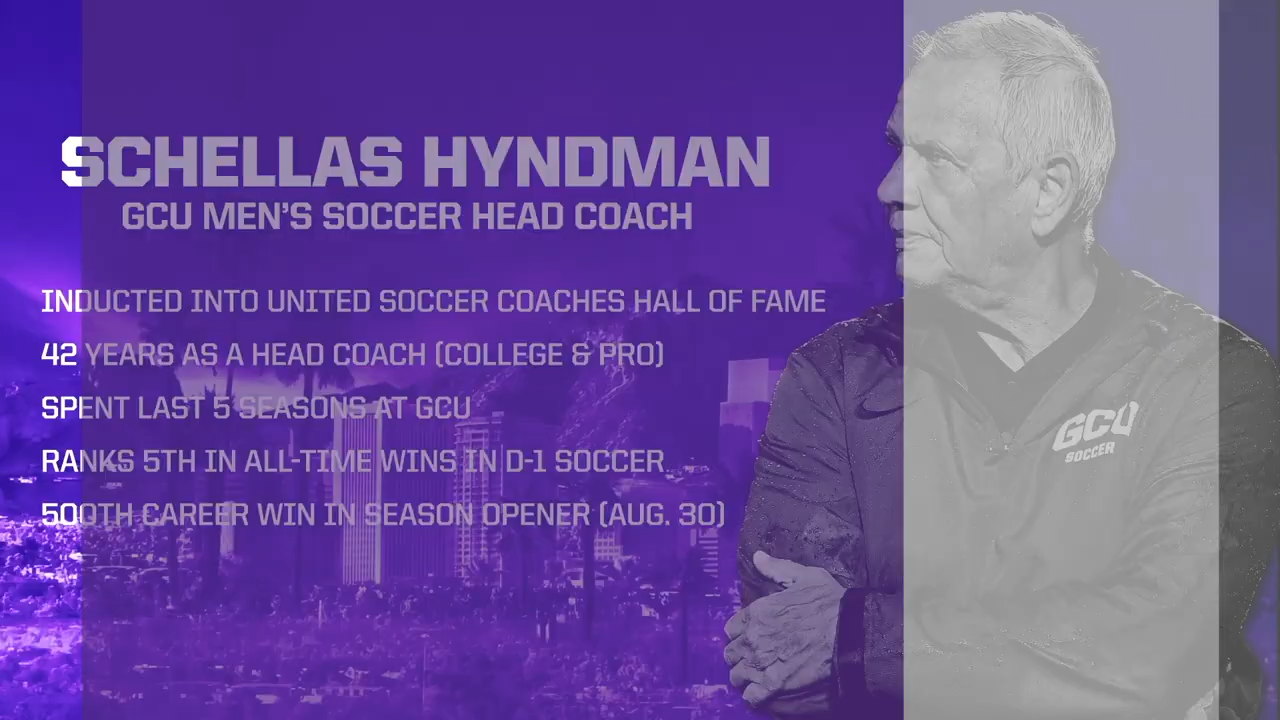 SCHELLAS HYNDMAN
GCU MEN'S SOCCER HEAD COACH
INDUCTED INTO UNITED SOCCER COACHES HALL OF FAME
42 YEARS AS A HEAD COACH (COLLEGE & PRO)
SPENT LAST 5 SEASONS AT GCU
RANKS 5TH IN ALL-TIME WINS IN D-1 SOCCER
500TH CAREER WIN IN SEASON OPENER (AUG. 30)
GCU
SOCCER